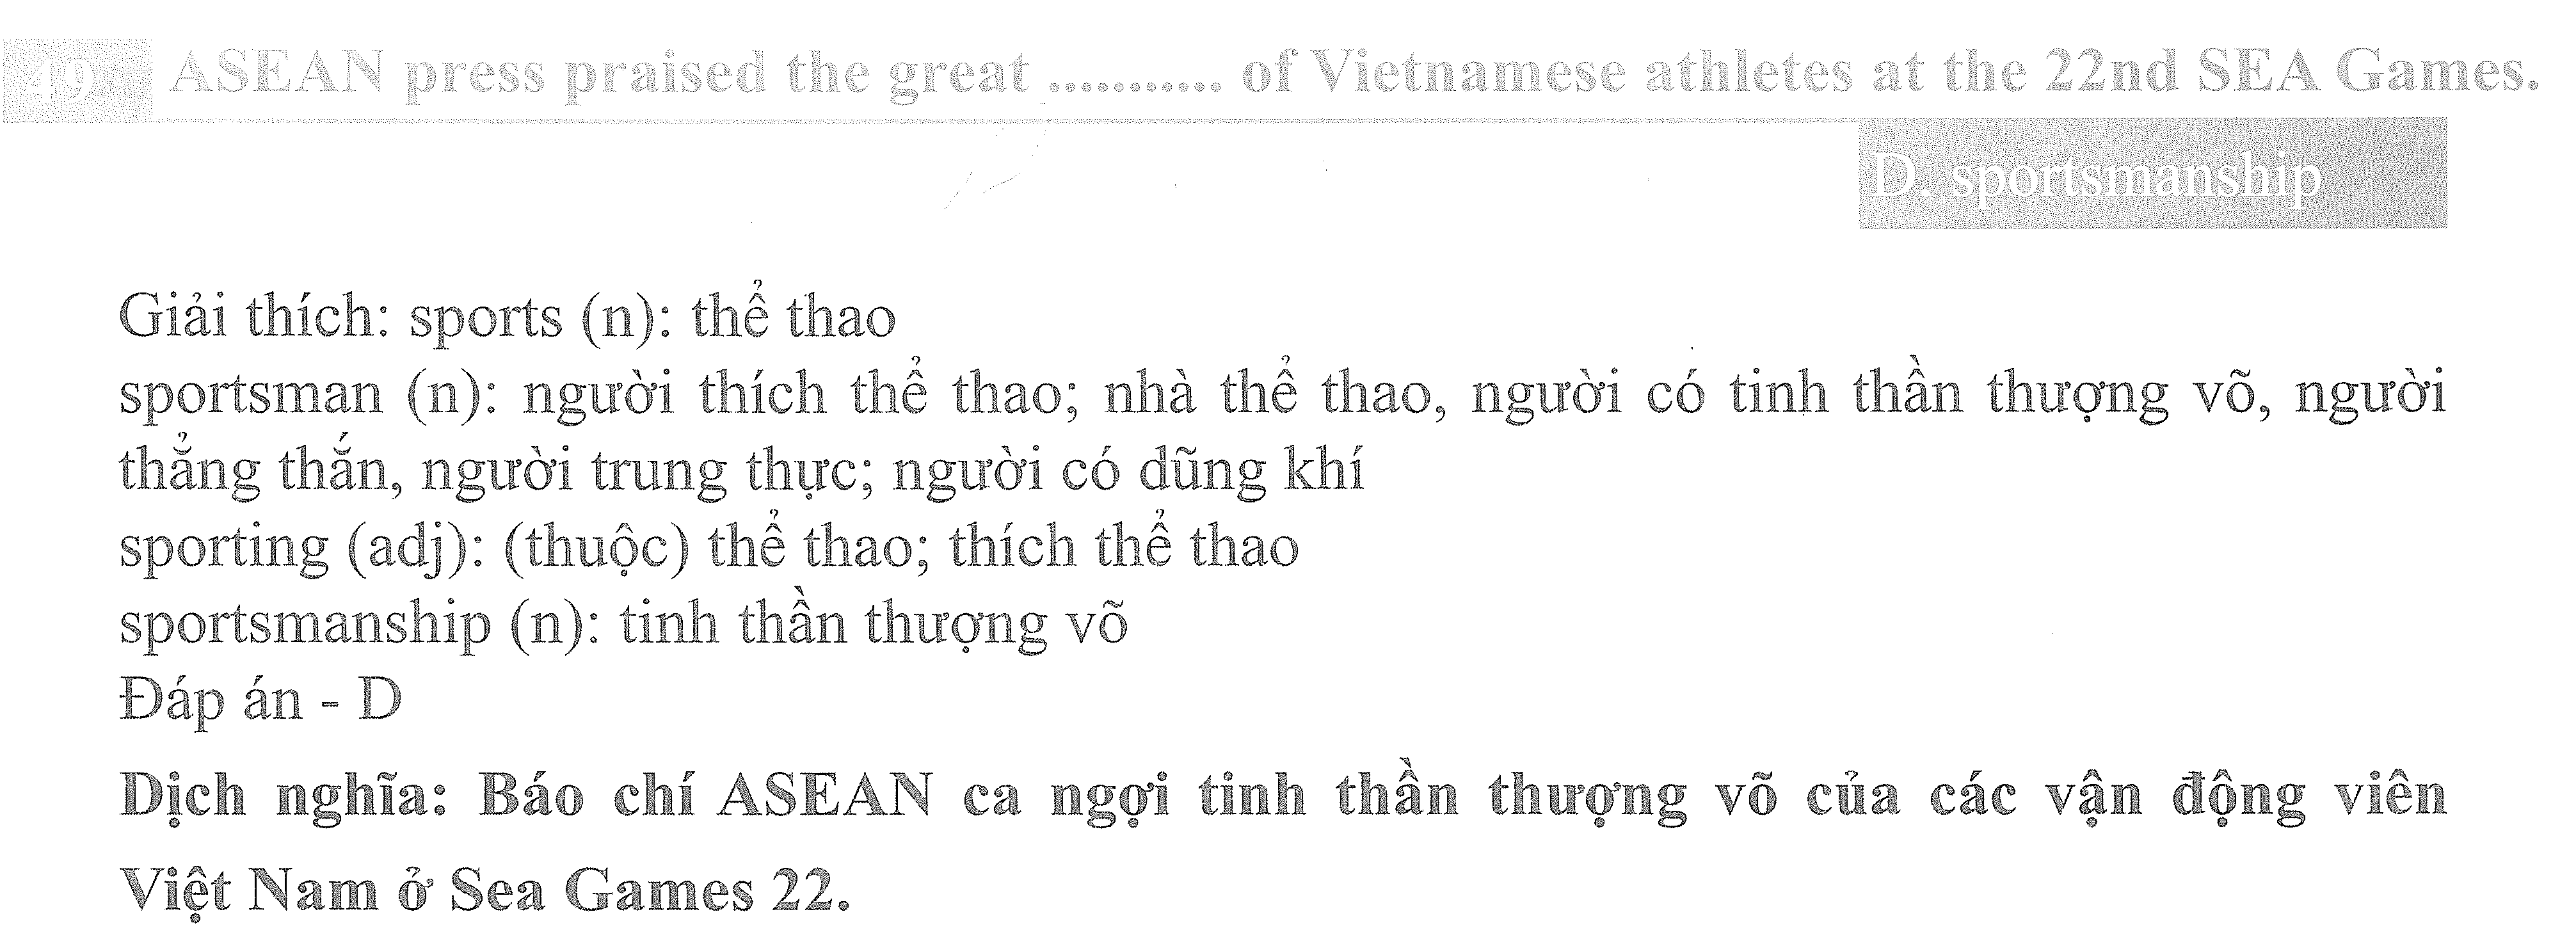 49 ASEAN press praised the great ........... of Vietnamese athletes at the 22nd SEA Games.
D. sportsmanship
Giải thích: sports (n): thể thao
sportsman (n): người thích thể thao; nhà thể thao, người có tinh thần thượng võ, người
thẳng thắn, người trung thực; người có dũng khí
sporting (adj): (thuộc) thể thao; thích thể thao
sportsmanship (n): tinh thần thượng võ
Đáp án - D
Dịch nghĩa: Báo chí ASEAN ca ngợi tinh thần thượng võ của các vận động viên
Việt Nam ở Sea Games 22.